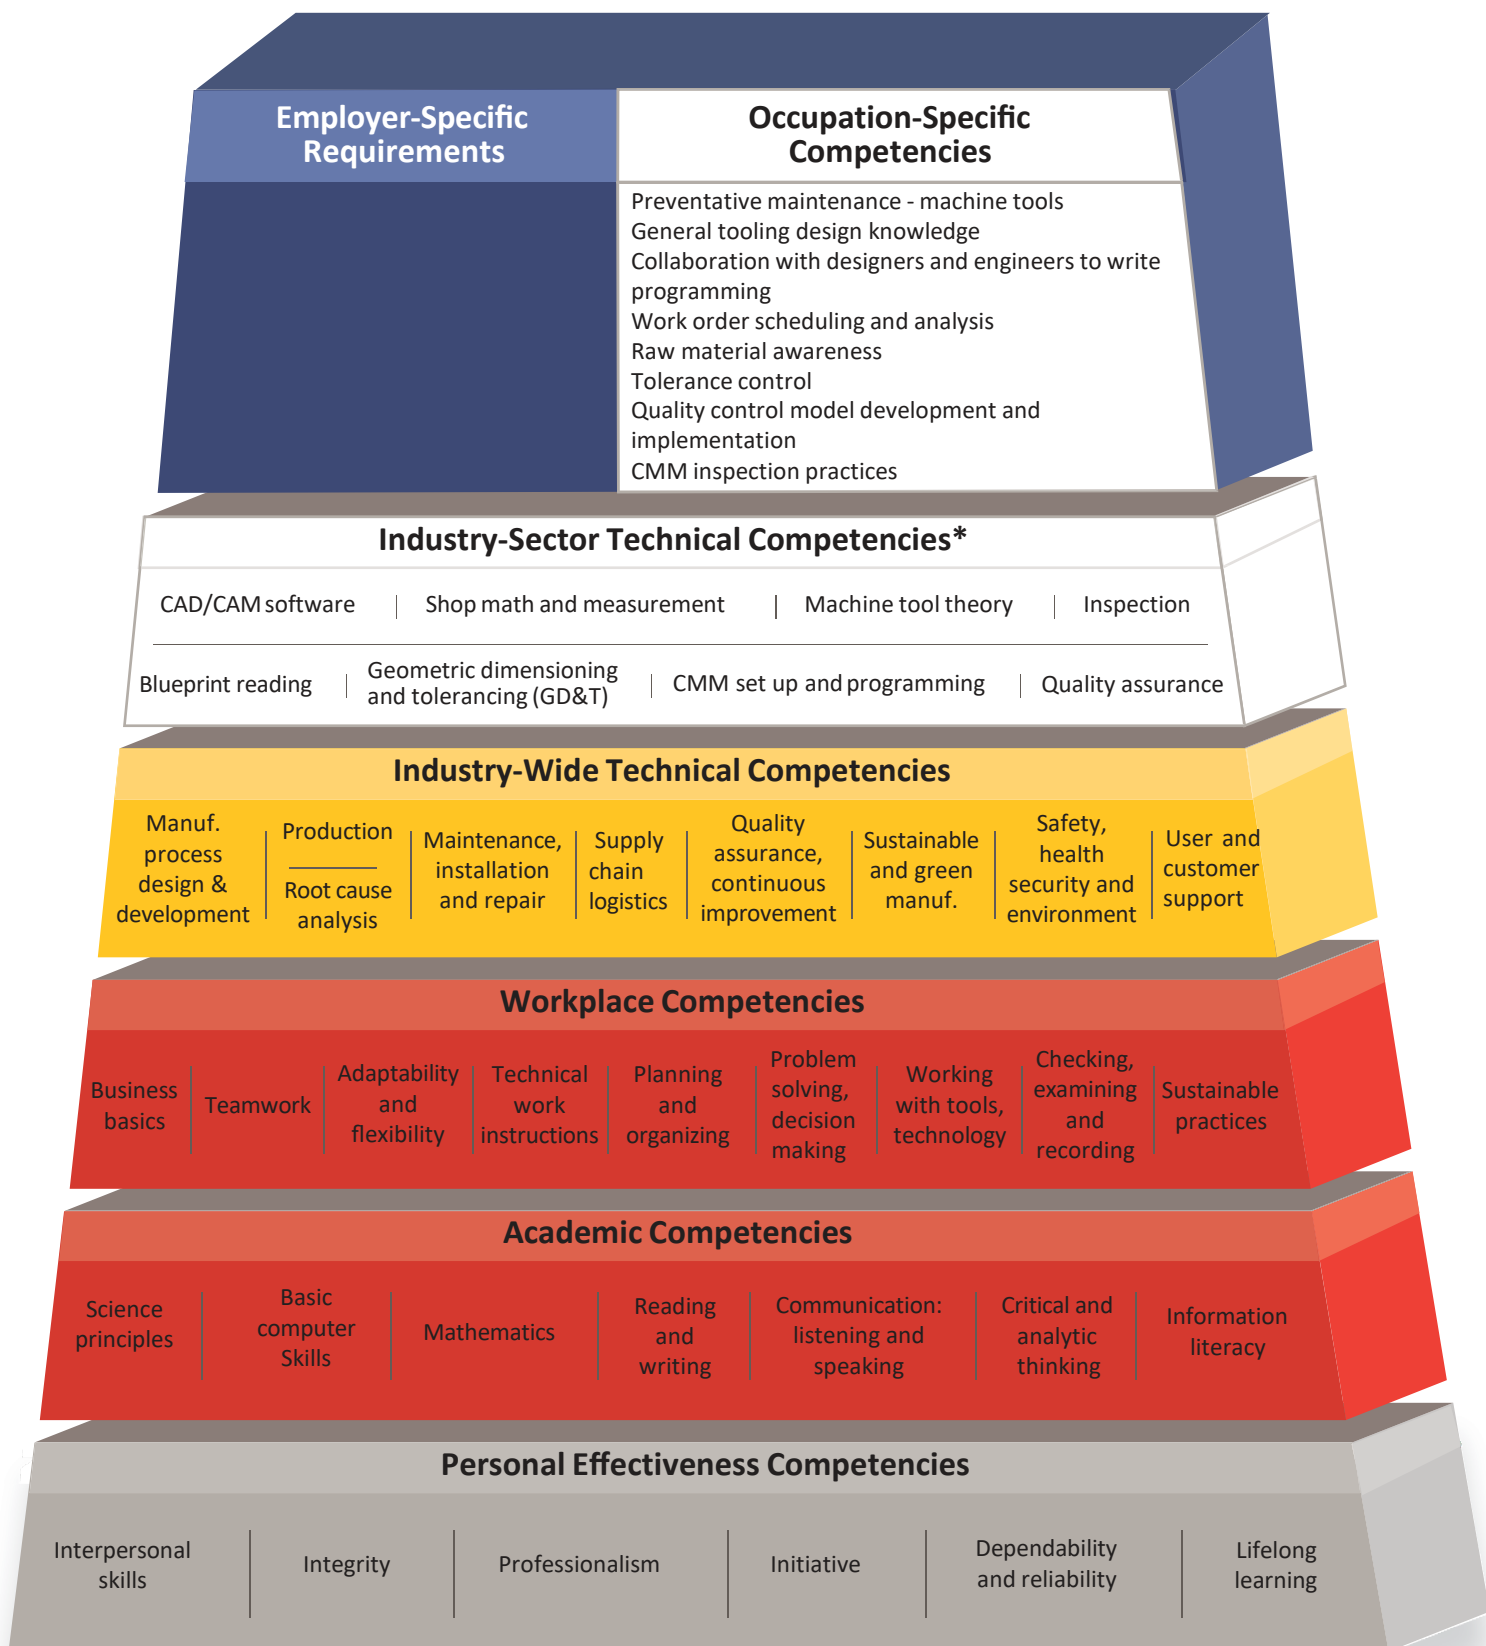 Employer-Specific
Requirements
Occupation-Specific
Competencies
Preventative maintenance - machine tools
General tooling design knowledge
Collaboration with designers and engineers to write
programming
Work order scheduling and analysis
Raw material awareness
Tolerance control
Quality control model development and
implementation
CMM inspection practices
Industry-Sector Technical Competencies*
CAD/CAM software
Shop math and measurement
Machine tool theory
Inspection
Blueprint reading
Geometric dimensioning
and tolerancing (GD&T)
CMM set up and programming
Quality assurance
Industry-Wide Technical Competencies
Manuf.
process
design &
development
Production
Root cause
analysis
Maintenance,
installation
and repair
Supply
chain
logistics
Quality
assurance,
continuous
improvement
Sustainable
and green
manuf.
Safety,
health
security and
environment
User and
customer
support
Workplace Competencies
Business
basics
Teamwork
Adaptability
and
flexibility
Technical
work
instructions
Planning
and
organizing
Problem
solving,
decision
making
Working
with tools,
technology
Checking,
examining
and
recording
Sustainable
practices
Academic Competencies
Science
principles
Basic
computer
Skills
Mathematics
Reading
and
writing
Communication:
listening and
speaking
Critical and
analytic
thinking
Information
literacy
Personal Effectiveness Competencies
Interpersonal
skills
Integrity
Professionalism
Initiative
Dependability
and reliability
Lifelong
learning